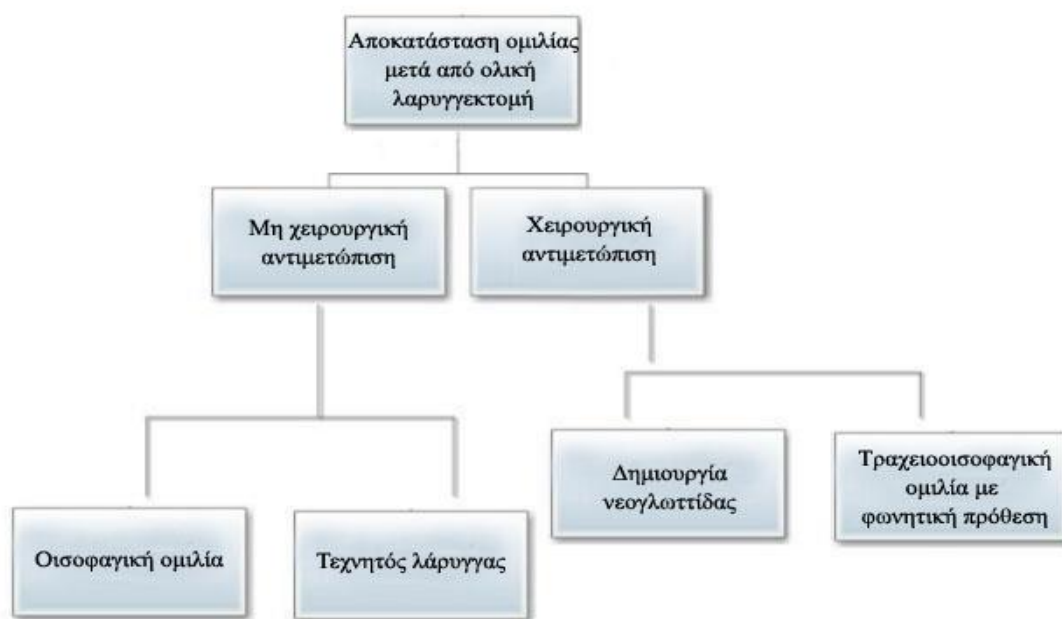 Αποκατάσταση ομιλίας
μετά από ολική
λαρυγγεκτομή
Μη χειρουργική
αντιμετώπιση
Χειρουργική
αντιμετώπιση
Οισοφαγική ομιλία
Τεχνητός λάρυγγας
Δημιουργία
νεογλωττίδας
Τραχειοοισοφαγική
ομιλία με
φωνητική πρόθεση